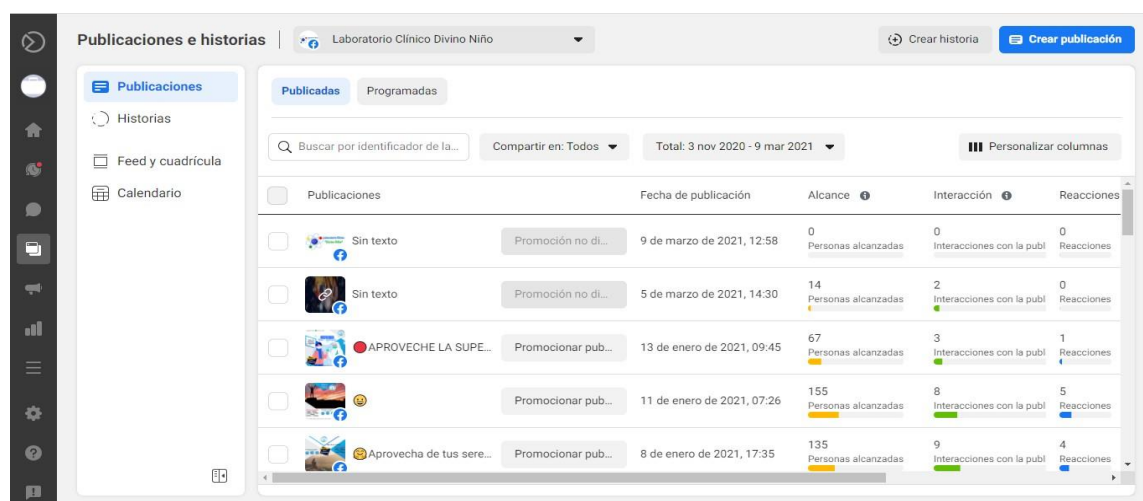 Publicaciones e historias
Laboratorio Clínico Divino Niño
Crear historia
Crear publicación
Publicaciones
Historias
Feed y cuadrícula
Calendario
Publicadas
Programadas
Buscar por identificador de la...
Compartir en: Todos
Total: 3 nov 2020 - 9 mar 2021
Personalizar columnas
Publicaciones Fecha de publicación Alcance Interacción Reacciones
Sin texto Promoción no di... 9 de marzo de 2021, 12:58 0 0 0
Personas alcanzadas Interacciones con la publ Reacciones
Sin texto Promoción no di... 5 de marzo de 2021, 14:30 14 2 0
Personas alcanzadas Interacciones con la publ Reacciones
APROVECHE LA SUPE... Promocionar pub... 13 de enero de 2021, 09:45 67 3 1
Personas alcanzadas Interacciones con la publ Reacciones
Promocionar pub... 11 de enero de 2021, 07:26 155 8 5
Personas alcanzadas Interacciones con la publ Reacciones
Aprovecha de tus sere... Promocionar pub... 8 de enero de 2021, 17:35 135 9 4
Personas alcanzadas Interacciones con la publ Reacciones